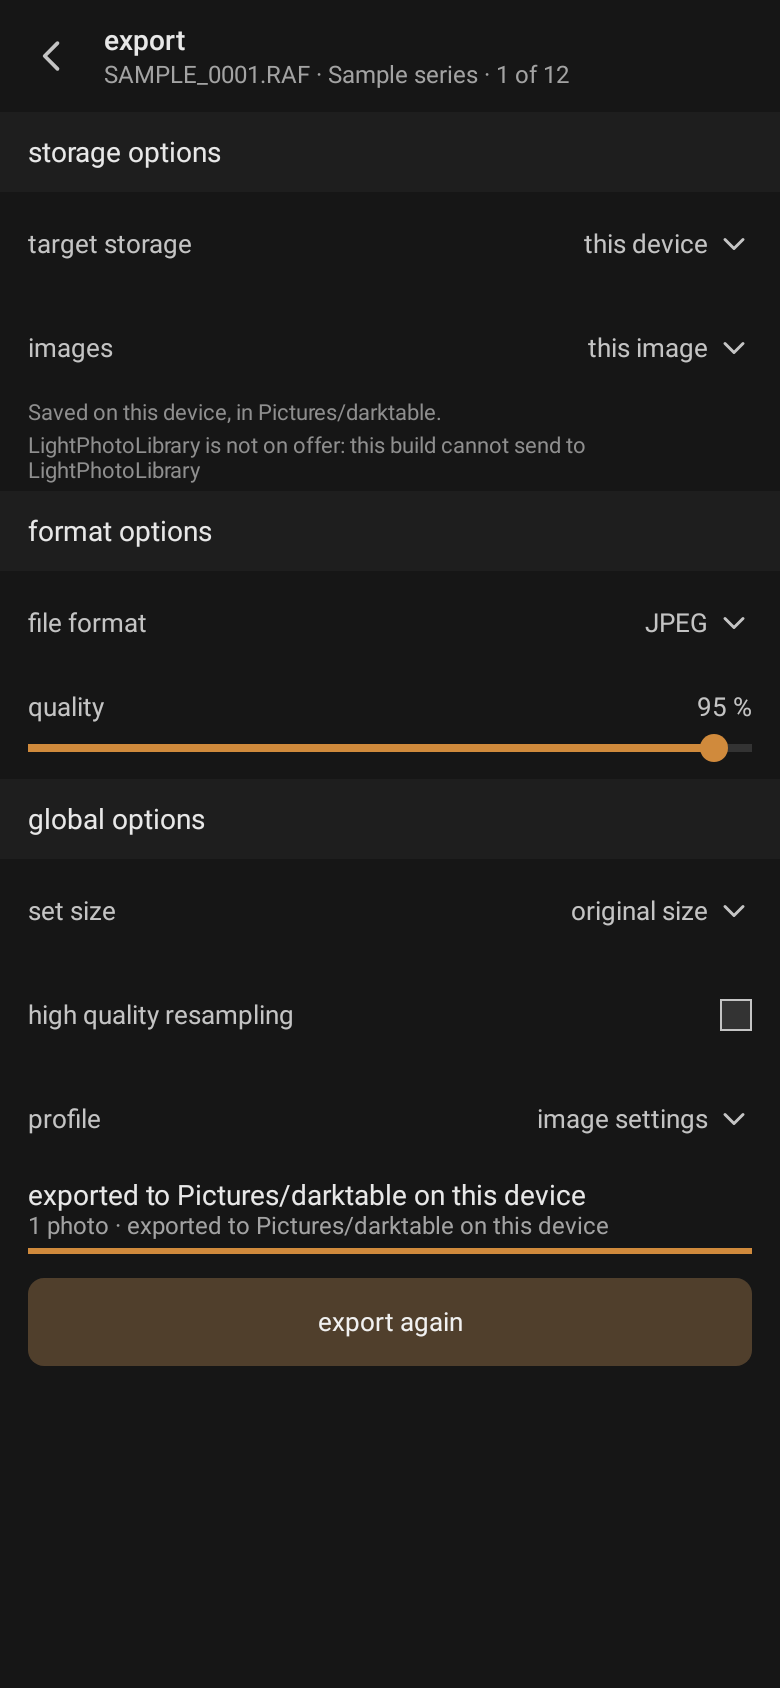 export
SAMPLE_0001.RAF · Sample series · 1 of 12
storage options
target storage this device
images this image
Saved on this device, in Pictures/darktable.
LightPhotoLibrary is not on offer: this build cannot send to
LightPhotoLibrary
format options
file format JPEG
quality 95 %
global options
set size original size
high quality resampling
profile image settings
exported to Pictures/darktable on this device
1 photo · exported to Pictures/darktable on this device
export again